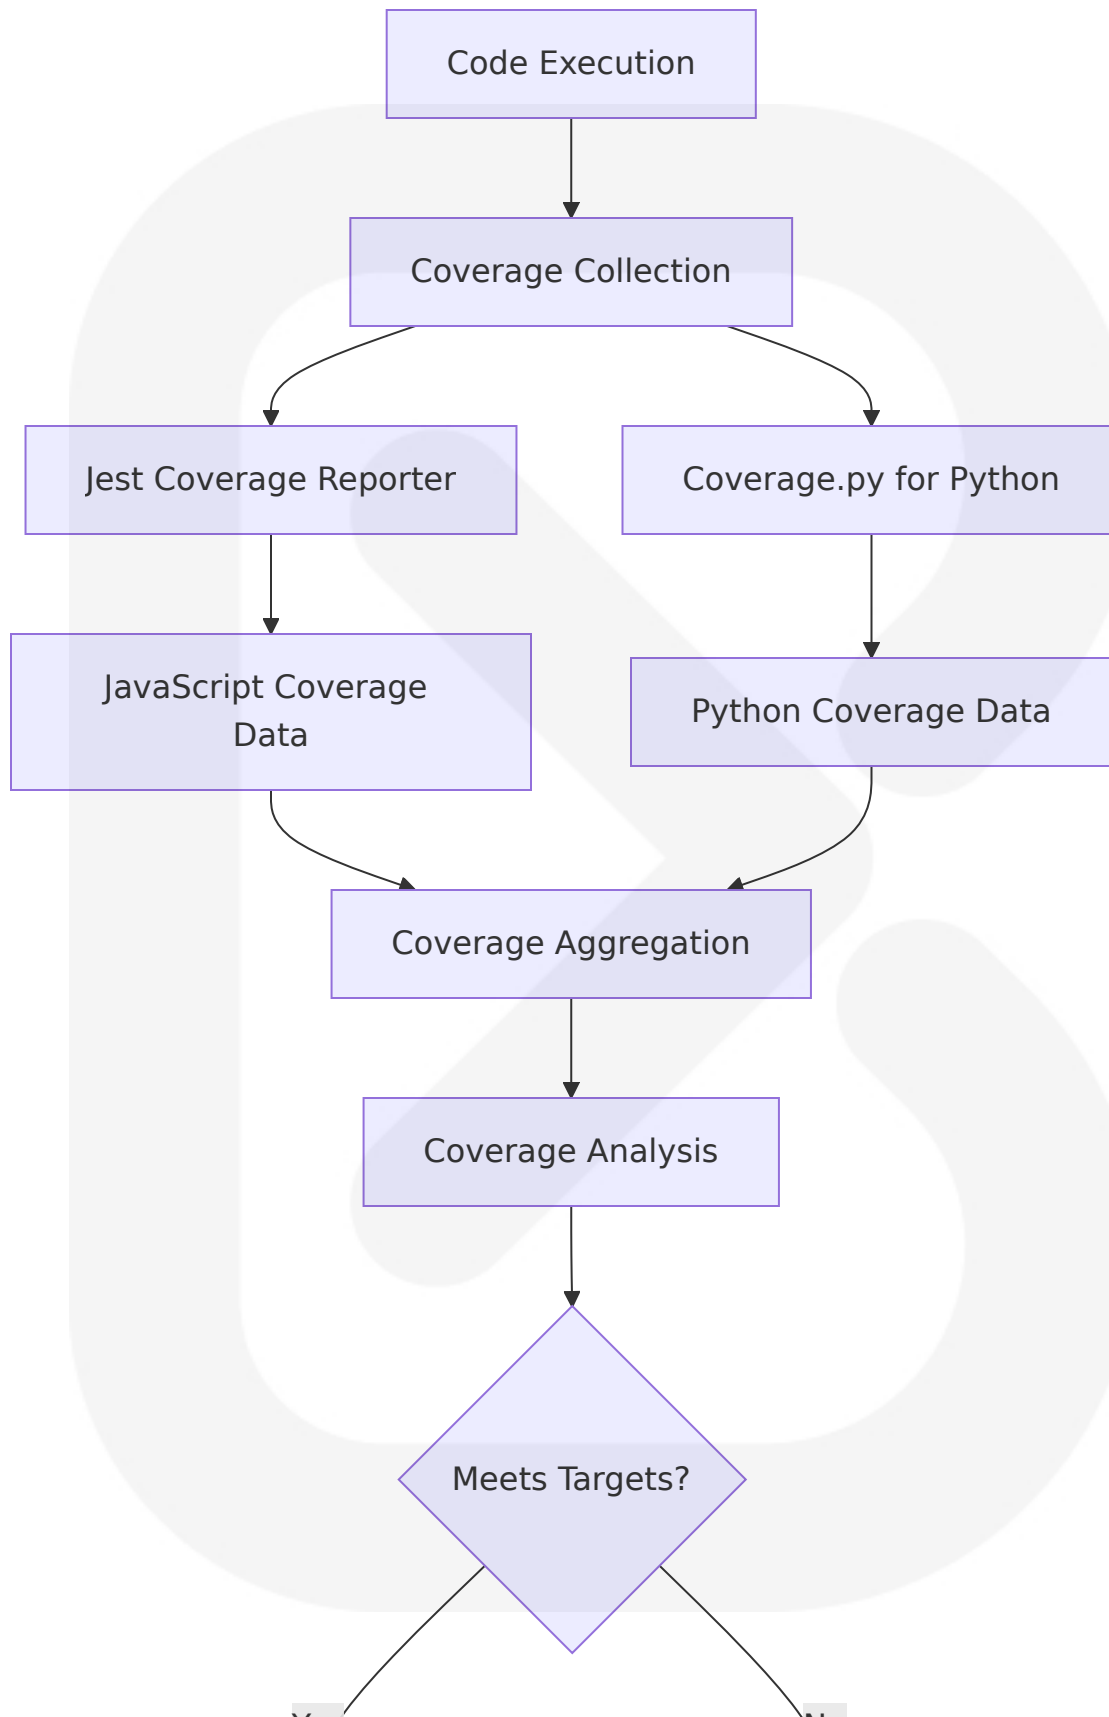 Code Execution
Coverage Collection
Jest Coverage Reporter
Coverage.py for Python
JavaScript Coverage
Data
Python Coverage Data
Coverage Aggregation
Coverage Analysis
Meets Targets?